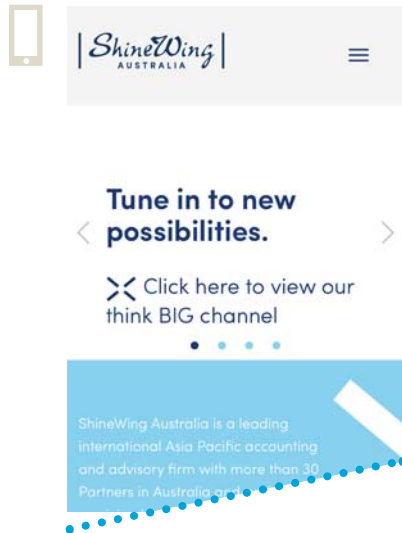 ShineWing
AUSTRALIA
Tune in to new
possibilities.
Click here to view our
think BIG channel
ShineWing Australia is a leading
international Asia Pacific accounting
and advisory firm with more than 30
Partners in Australia and